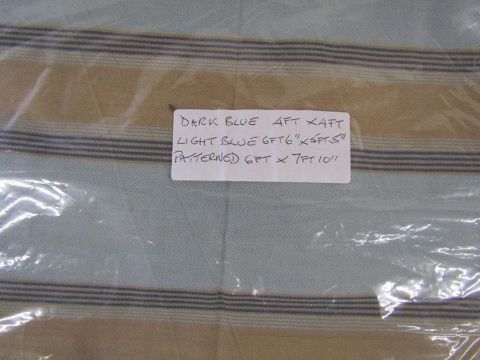 DARK BLUE 4FT X 4FT
LIGHT BLUE 6FT 6" X 5FT 5"
PATTERNED 6FT X 7FT 10"